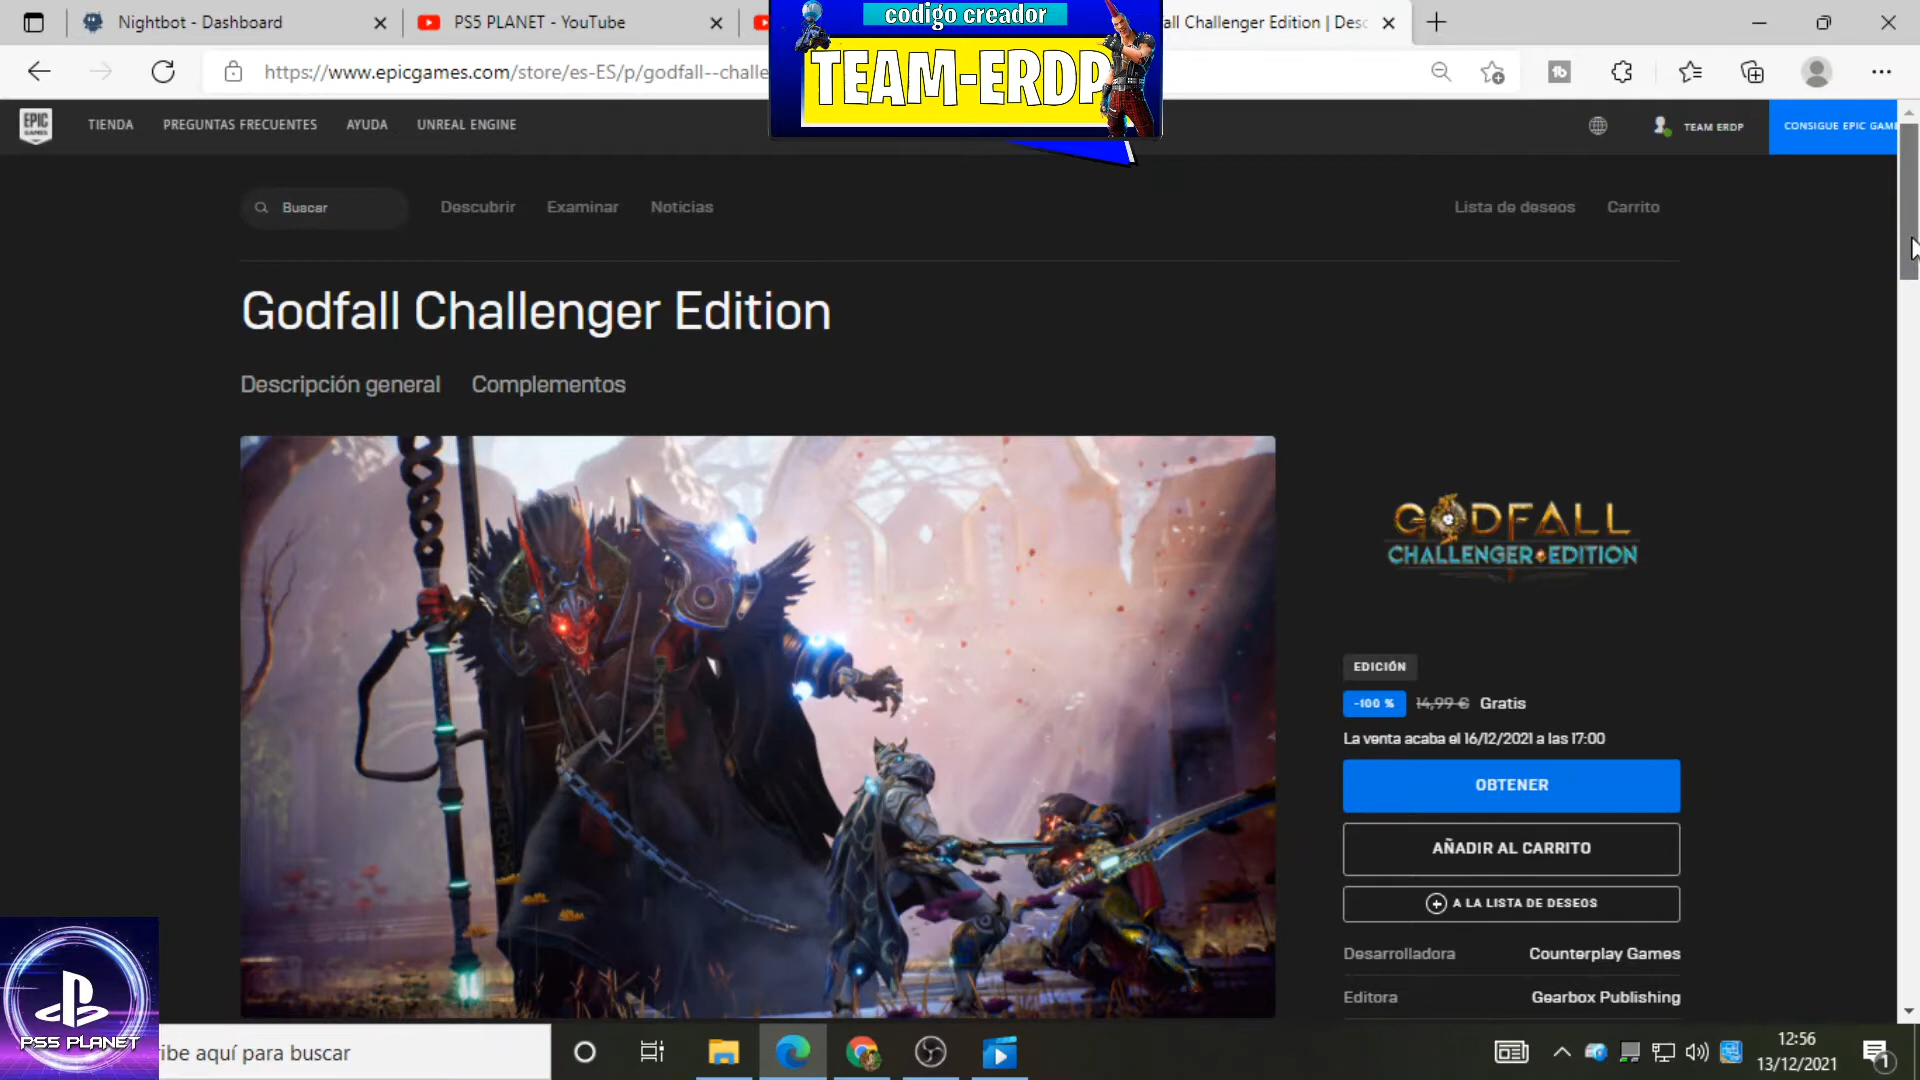 Nightbot - Dashboard
PS5 PLANET - YouTube
all Challenger Edition | Desc
codigo creador
TEAM-ERDP
https://www.epicgames.com/store/es-ES/p/godfall--challe
EPIC GAMES
TIENDA
PREGUNTAS FRECUENTES
AYUDA
UNREAL ENGINE
TEAM ERDP
CONSIGUE EPIC GAM
Buscar
Descubrir
Examinar
Noticias
Lista de deseos
Carrito
Godfall Challenger Edition
Descripción general
Complementos
GODFALL
CHALLENGER EDITION
EDICIÓN
-100 %
14,99 €
Gratis
La venta acaba el 16/12/2021 a las 17:00
OBTENER
AÑADIR AL CARRITO
A LA LISTA DE DESEOS
Desarrolladora
Counterplay Games
Editora
Gearbox Publishing
PS5 PLANET
ibe aquí para buscar
12:56
13/12/2021
1